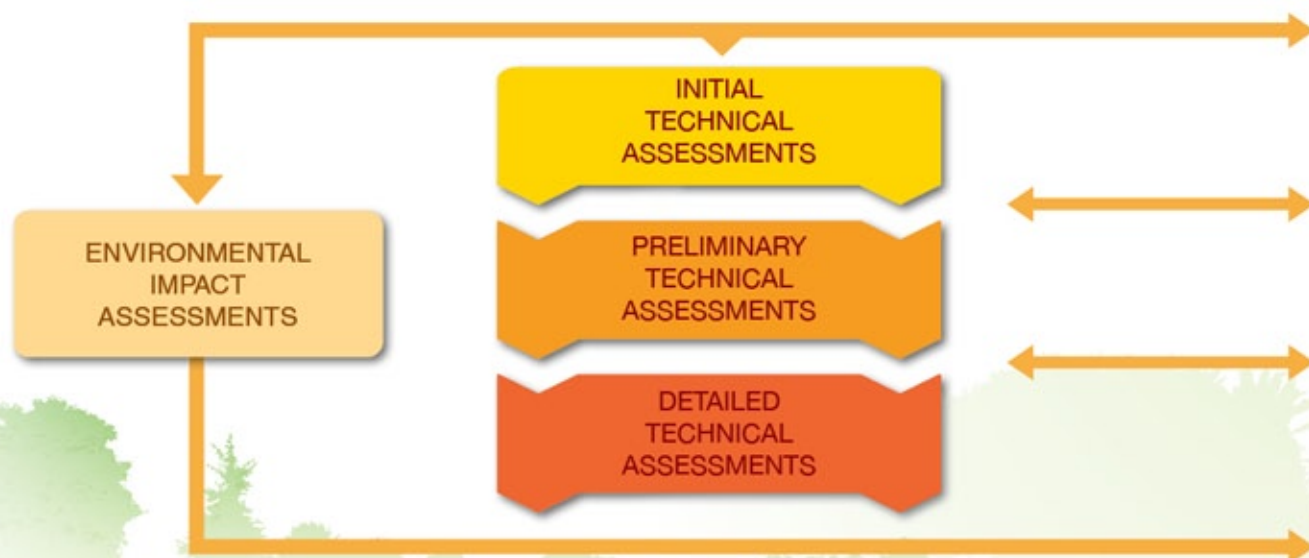 INITIAL
TECHNICAL
ASSESSMENTS
ENVIRONMENTAL
IMPACT
ASSESSMENTS
PRELIMINARY
TECHNICAL
ASSESSMENTS
DETAILED
TECHNICAL
ASSESSMENTS